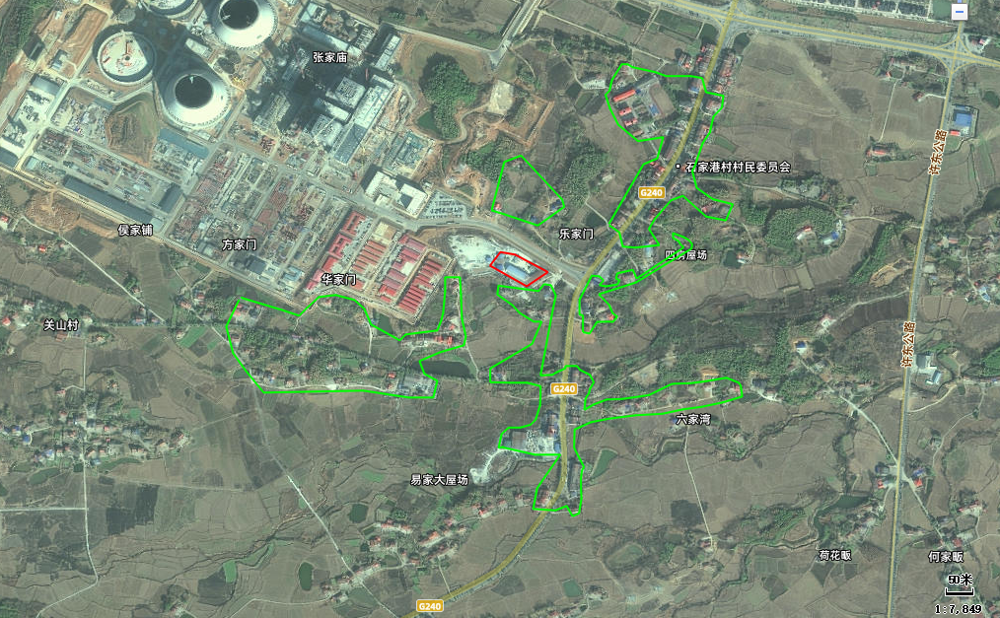 张家庙
许东公路
石家港村村民委员会
G240
侯家铺
乐家门
方家门
四房屋场
华家门
关山村
许东公路
G240
六家湾
易家大屋场
荷花畈
何家畈
50米
1:7,849
G240